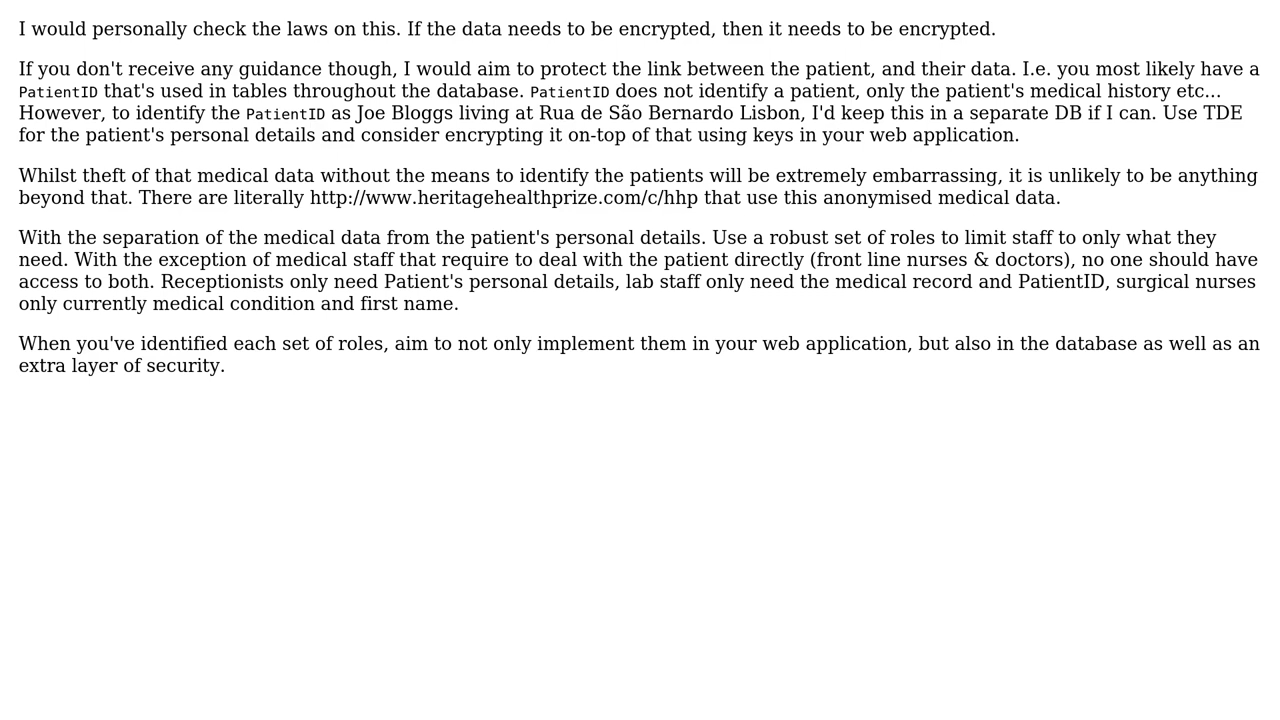 I would personally check the laws on this. If the data needs to be encrypted, then it needs to be encrypted.
If you don't receive any guidance though, I would aim to protect the link between the patient, and their data. I.e. you most likely have a
PatientID that's used in tables throughout the database. PatientID does not identify a patient, only the patient's medical history etc...
However, to identify the PatientID as Joe Bloggs living at Rua de São Bernardo Lisbon, I'd keep this in a separate DB if I can. Use TDE
for the patient's personal details and consider encrypting it on-top of that using keys in your web application.
Whilst theft of that medical data without the means to identify the patients will be extremely embarrassing, it is unlikely to be anything
beyond that. There are literally http://www.heritagehealthprize.com/c/hhp that use this anonymised medical data.
With the separation of the medical data from the patient's personal details. Use a robust set of roles to limit staff to only what they
need. With the exception of medical staff that require to deal with the patient directly (front line nurses & doctors), no one should have
access to both. Receptionists only need Patient's personal details, lab staff only need the medical record and PatientID, surgical nurses
only currently medical condition and first name.
When you've identified each set of roles, aim to not only implement them in your web application, but also in the database as well as an
extra layer of security.